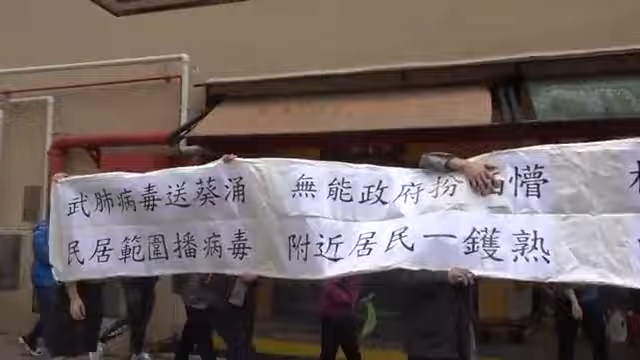 武肺病毒送葵涌 無能政府扮 懵
民居範圍播病毒 附近居民一鑊熟